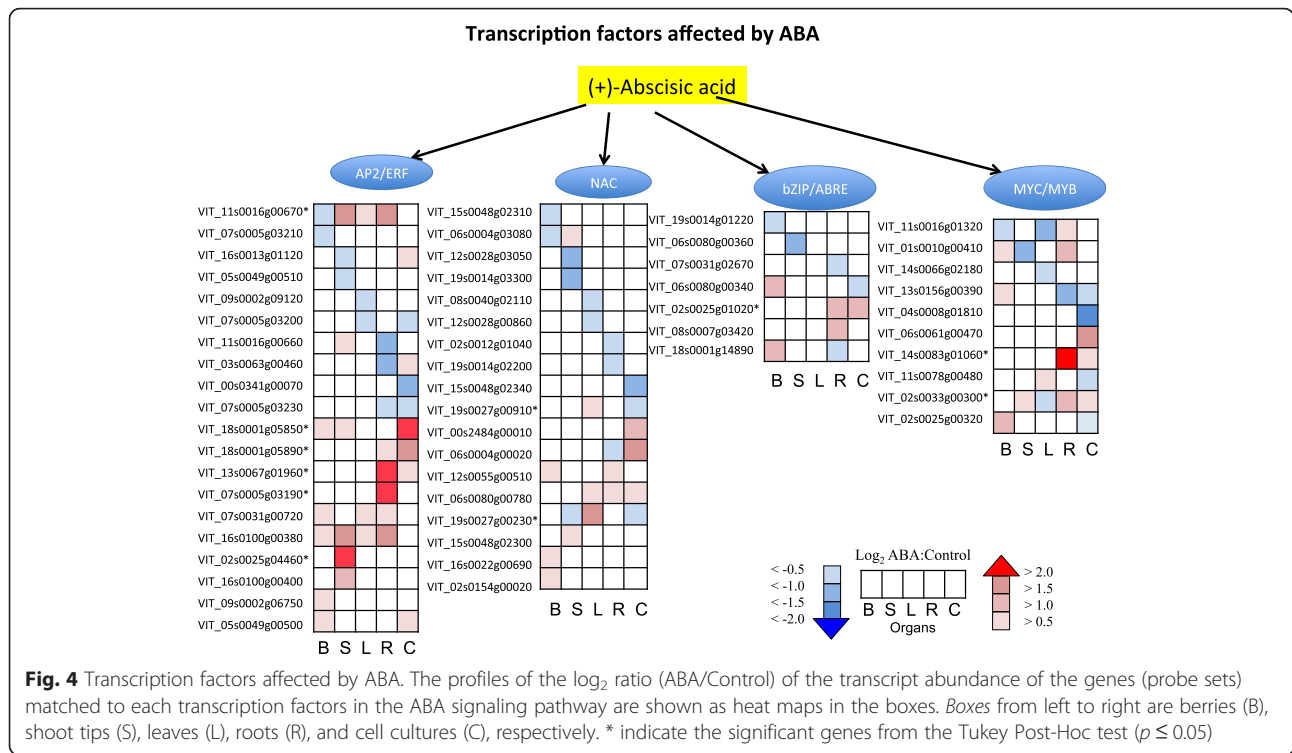 Transcription factors affected by ABA
(+)-Abscisic acid
AP2/ERF
NAC
bZIP/ABRE
MYC/MYB
VIT_11s0016g00670*
VIT_07s0005g03210
VIT_16s0013g01120
VIT_05s0049g00510
VIT_09s0002g09120
VIT_07s0005g03200
VIT_11s0016g00660
VIT_03s0063g00460
VIT_00s0341g00070
VIT_07s0005g03230
VIT_18s0001g05850*
VIT_18s0001g05890*
VIT_13s0067g01960*
VIT_07s0005g03190*
VIT_07s0031g00720
VIT_16s0100g00380
VIT_02s0025g04460*
VIT_16s0100g00400
VIT_09s0002g06750
VIT_05s0049g00500
B S L R C
VIT_15s0048g02310
VIT_06s0004g03080
VIT_12s0028g03050
VIT_19s0014g03300
VIT_08s0040g02110
VIT_12s0028g00860
VIT_02s0012g01040
VIT_19s0014g02200
VIT_15s0048g02340
VIT_19s0027g00910*
VIT_00s2484g00010
VIT_06s0004g00020
VIT_12s0055g00510
VIT_06s0080g00780
VIT_19s0027g00230*
VIT_15s0048g02300
VIT_16s0022g00690
VIT_02s0154g00020
B S L R C
VIT_19s0014g01220
VIT_06s0080g00360
VIT_07s0031g02670
VIT_06s0080g00340
VIT_02s0025g01020*
VIT_08s0007g03420
VIT_18s0001g14890
B S L R C
VIT_11s0016g01320
VIT_01s0010g00410
VIT_14s0066g02180
VIT_13s0156g00390
VIT_04s0008g01810
VIT_06s0061g00470
VIT_14s0083g01060*
VIT_11s0078g00480
VIT_02s0033g00300*
VIT_02s0025g00320
B S L R C
< -0.5
< -1.0
< -1.5
< -2.0
Log2 ABA:Control
B S L R C
Organs
> 2.0
> 1.5
> 1.0
> 0.5
Fig. 4 Transcription factors affected by ABA. The profiles of the log2 ratio (ABA/Control) of the transcript abundance of the genes (probe sets)
matched to each transcription factors in the ABA signaling pathway are shown as heat maps in the boxes. Boxes from left to right are berries (B),
shoot tips (S), leaves (L), roots (R), and cell cultures (C), respectively. * indicate the significant genes from the Tukey Post-Hoc test (p ≤ 0.05)